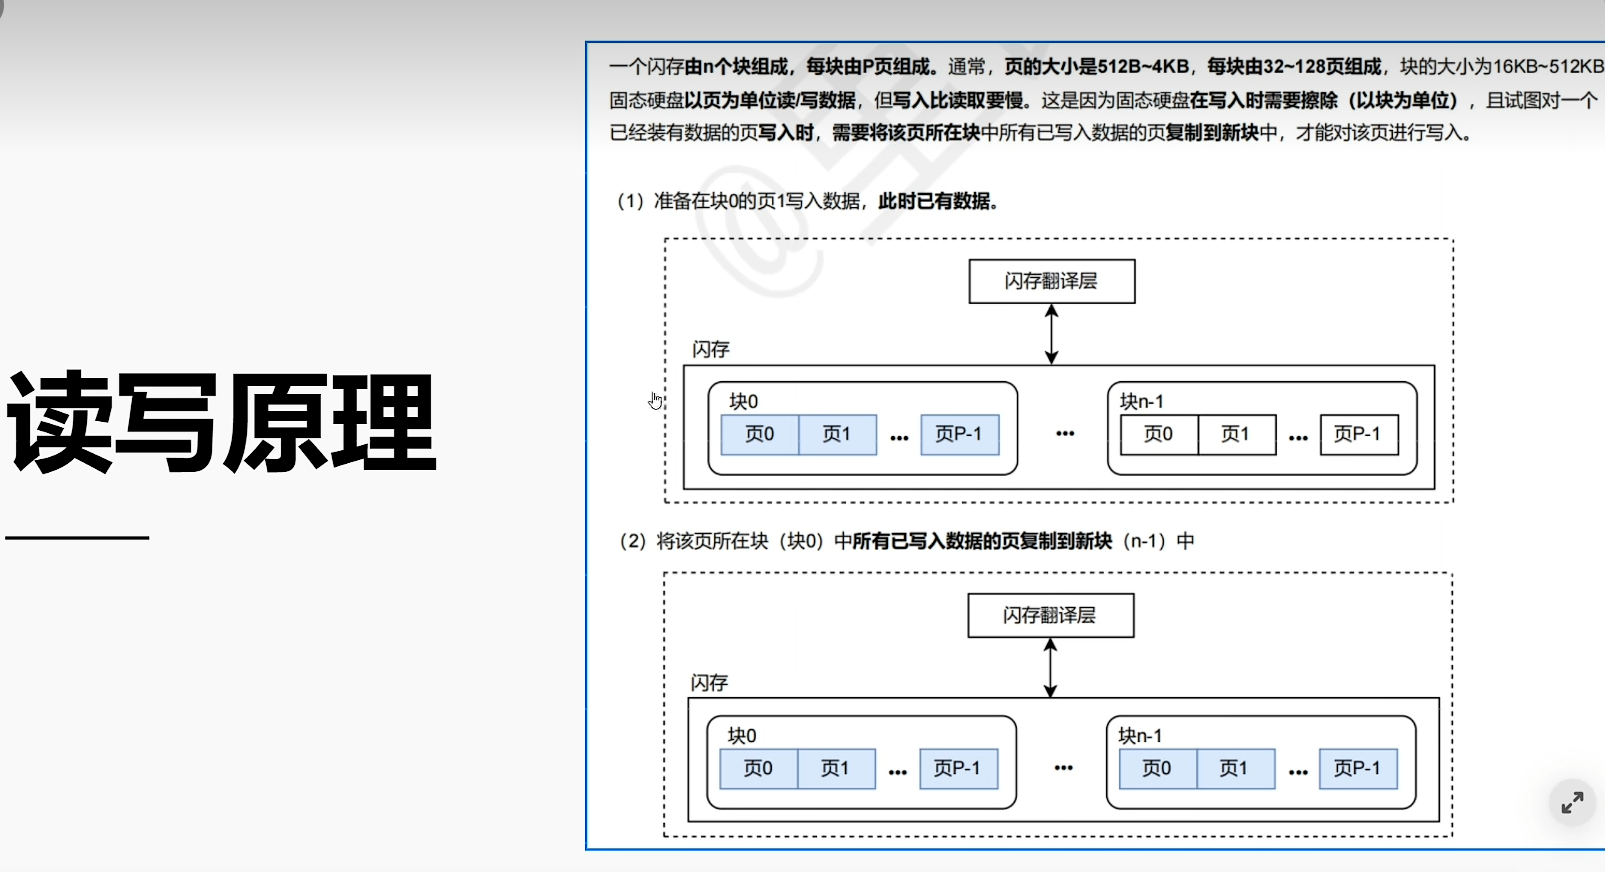 读写原理
一个闪存由n个块组成，每块由P页组成。通常，页的大小是512B~4KB，每块由32~128页组成，块的大小为16KB~512KB
固态硬盘以页为单位读/写数据，但写入比读取要慢。这是因为固态硬盘在写入时需要擦除（以块为单位），且试图对一个
已经装有数据的页写入时，需要将该页所在块中所有已写入数据的页复制到新块中，才能对该页进行写入。
（1）准备在块0的页1写入数据，此时已有数据。
闪存翻译层
闪存
块0
页0 页1 ... 页P-1
...
块n-1
页0 页1 ... 页P-1
（2）将该页所在块（块0）中所有已写入数据的页复制到新块（n-1）中
闪存翻译层
闪存
块0
页0 页1 ... 页P-1
...
块n-1
页0 页1 ... 页P-1